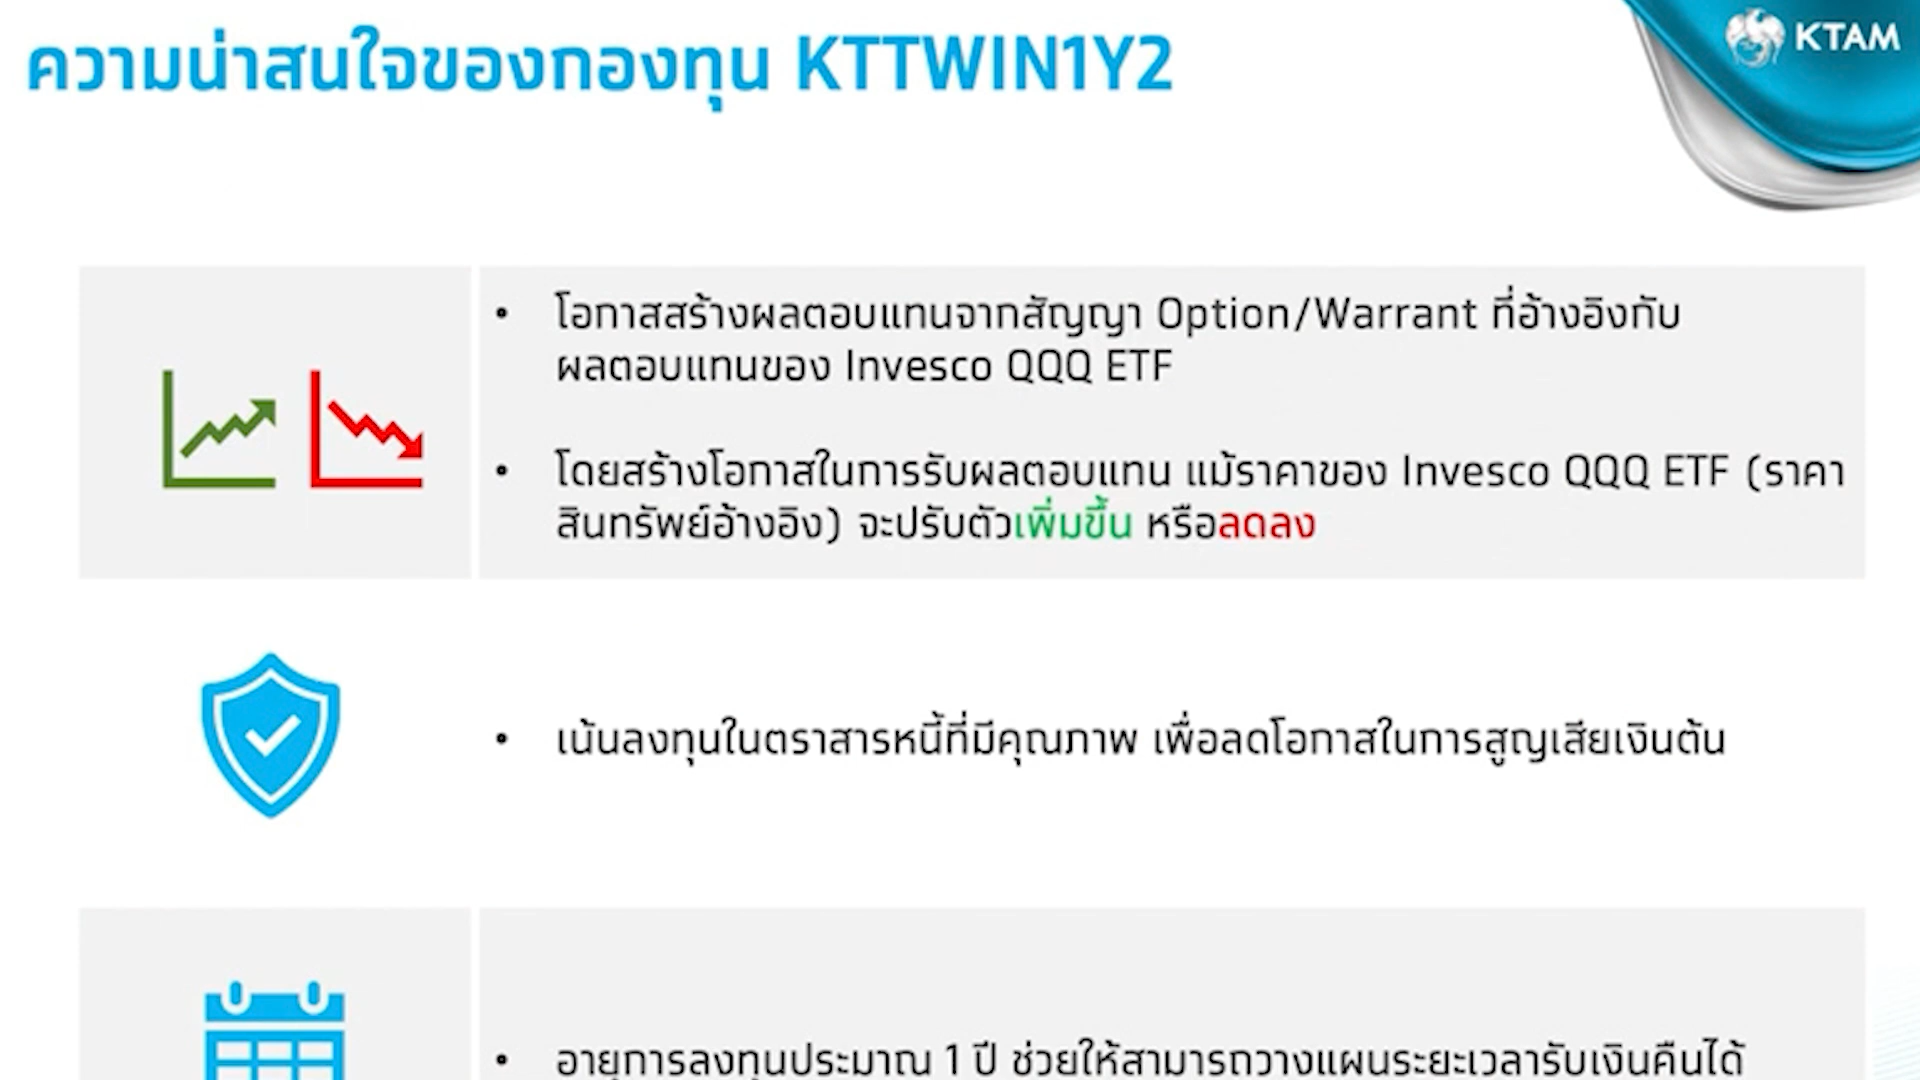 ความน่าสนใจของกองทุน KTTWIN1Y2
KTAM
• โอกาสสร้างผลตอบแทนจากสัญญา Option/Warrant ที่อ้างอิงกับ
ผลตอบแทนของ Invesco QQQ ETF
• โดยสร้างโอกาสในการรับผลตอบแทน แม้ราคาของ Invesco QQQ ETF (ราคา
สินทรัพย์อ้างอิง) จะปรับตัวเพิ่มขึ้น หรือลดลง
• เน้นลงทุนในตราสารหนี้ที่มีคุณภาพ เพื่อลดโอกาสในการสูญเสียเงินต้น
• อายุการลงทุนประมาณ 1 ปี ช่วยให้สามารถวางแผนระยะเวลารับเงินคืนได้